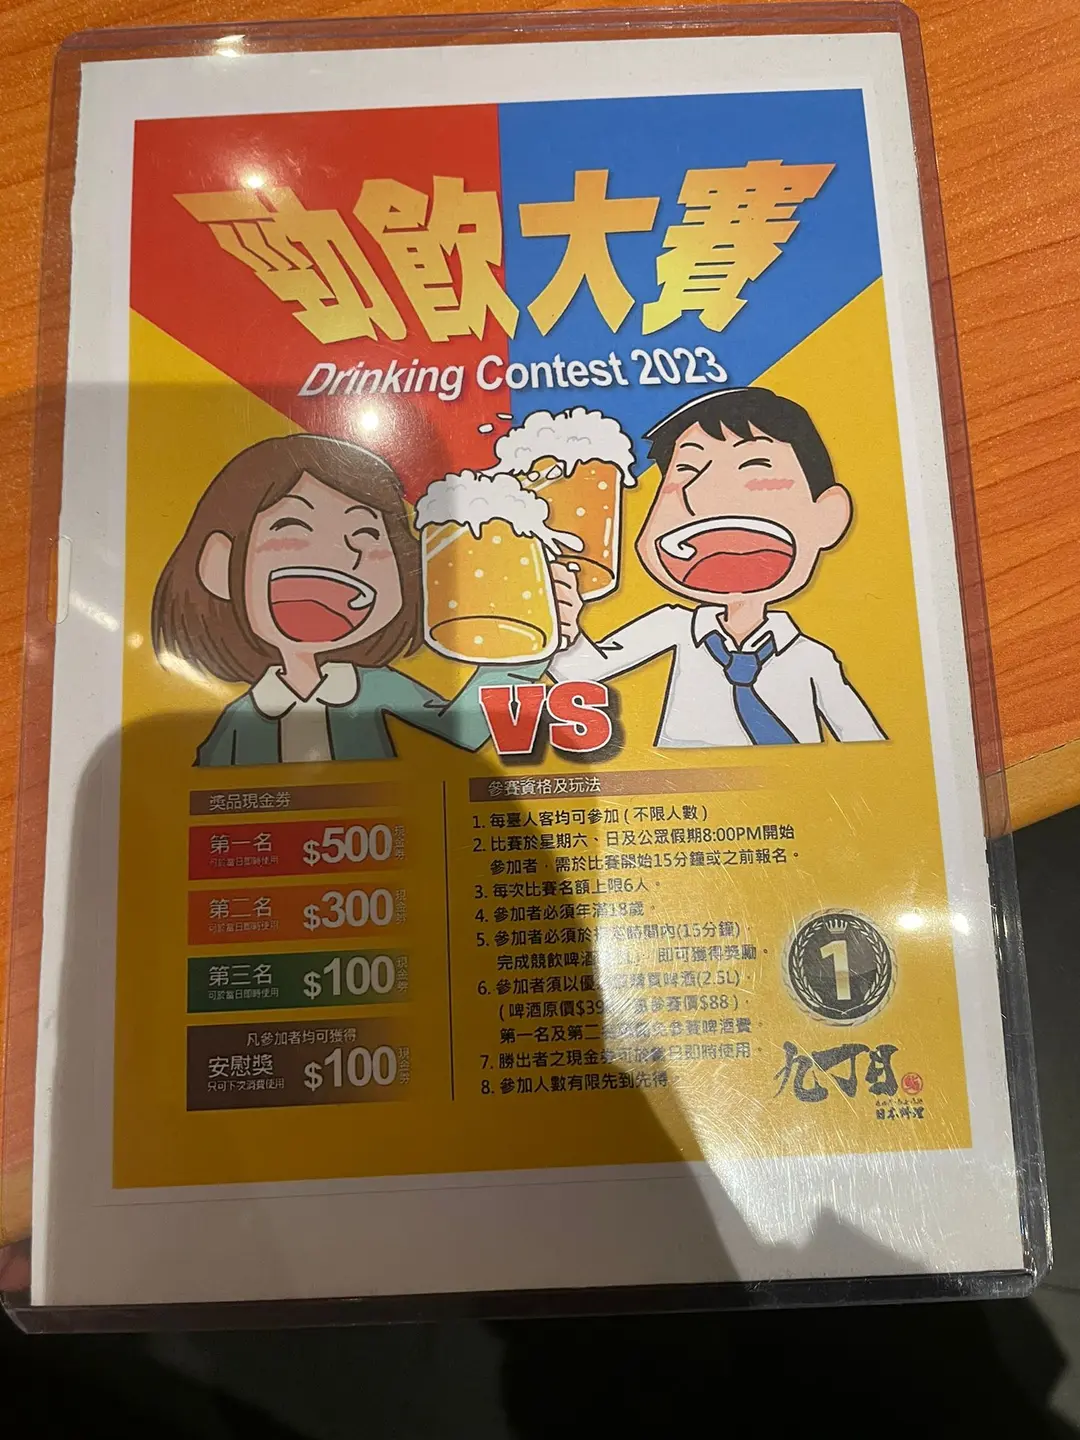 勁飲大賽
Drinking Contest 2023
VS
獎品現金券
第一名 $500 現金券
可於當日即時使用
第二名 $300 現金券
可於當日即時使用
第三名 $100 現金券
可於當日即時使用
凡參加者均可獲得
安慰獎 $100 現金券
只可下次消費使用
參賽資格及玩法
1. 每臺人客均可參加 ( 不限人數 )
2. 比賽於星期六、日及公眾假期8:00PM開始
參加者，需於比賽開始15分鐘或之前報名。
3. 每次比賽名額上限6人。
4. 參加者必須年滿18歲。
5. 參加者必須於 時間內(15分鐘)，
完成競飲啤酒 ，即可獲得獎勵。
6. 參加者須以優 購買啤酒(2.5L)，
( 啤酒原價$39 參賽價$88 )，
第一名及第二 參賽啤酒費。
7. 勝出者之現金券可於當日即時使用。
8. 參加人數有限先到先得。
1
九丁目
日本料理